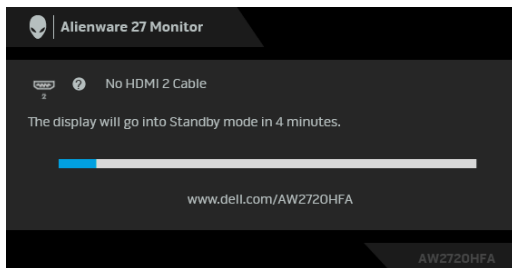 Alienware 27 Monitor
No HDMI 2 Cable
2
The display will go into Standby mode in 4 minutes.
www.dell.com/AW2720HFA
AW2720HFA